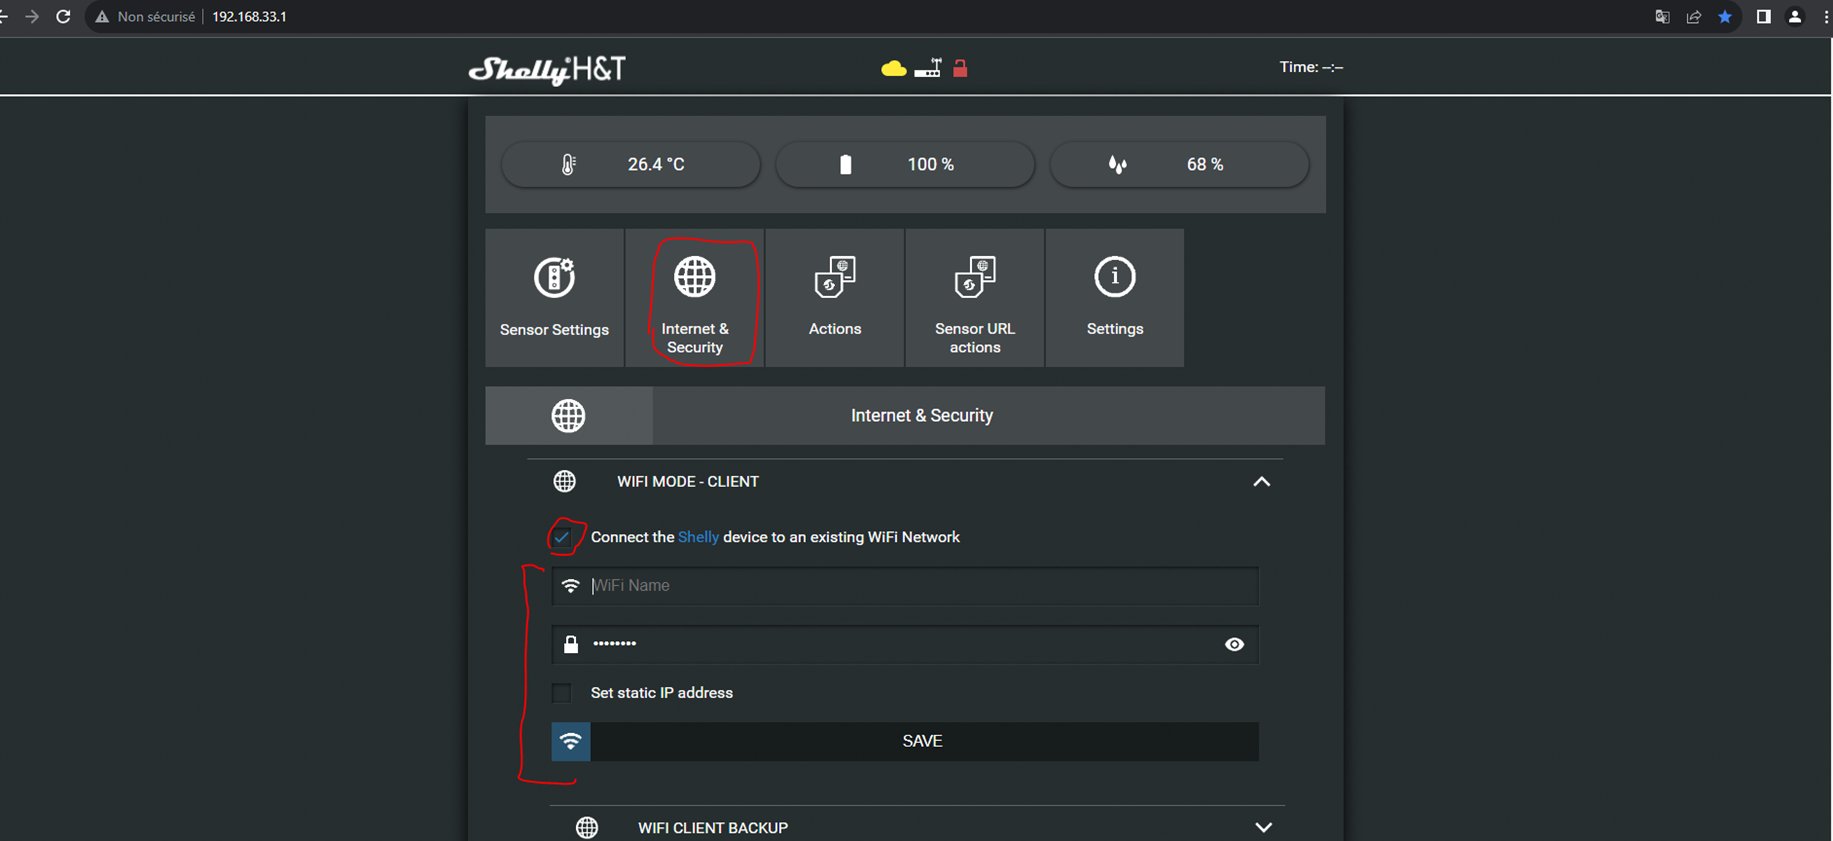 Non sécurisé 192.168.33.1
Shelly H&T
Time: --:--
26.4 °C
100 %
68 %
Sensor Settings
Internet &
Security
Actions
Sensor URL
actions
Settings
Internet & Security
WIFI MODE - CLIENT
Connect the Shelly device to an existing WiFi Network
WiFi Name
••••••••
Set static IP address
SAVE
WIFI CLIENT BACKUP